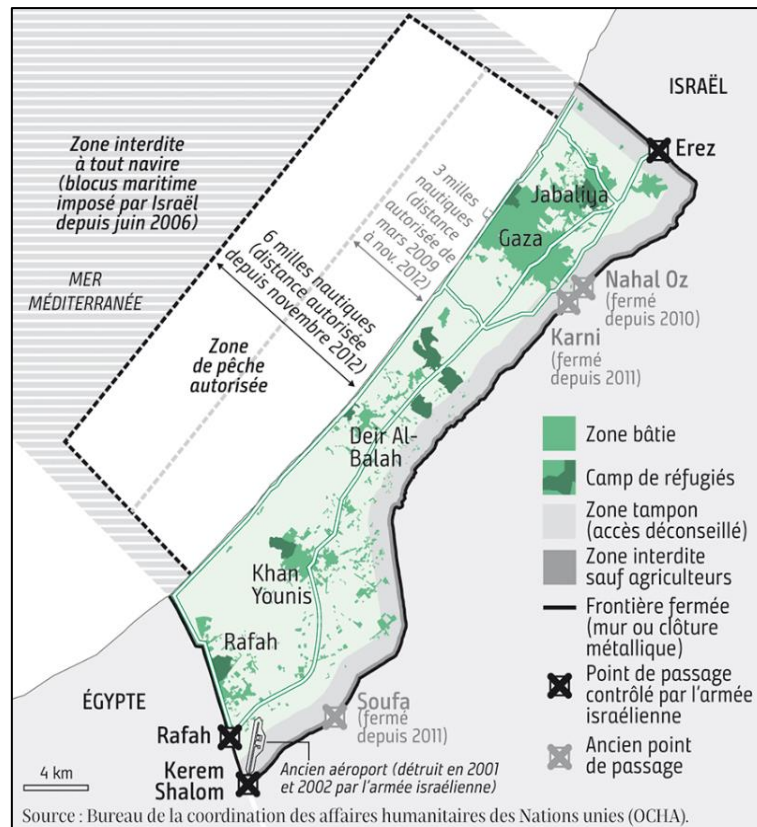 ISRAËL
Erez
Zone interdite
à tout navire
(blocus maritime
imposé par Israël
depuis juin 2006)
MER
MÉDITERRANÉE
6 milles nautiques
(distance autorisée
depuis novembre 2012)
3 milles
nautiques
(distance
autorisée de
mars 2009
à nov. 2012)
Zone
de pêche
autorisée
Jabaliya
Gaza
Nahal Oz
(fermé
depuis 2010)
Karni
(fermé
depuis 2011)
Deir Al-
Balah
Khan
Younis
Rafah
ÉGYPTE
Rafah
Kerem
Shalom
Soufa
(fermé
depuis 2011)
Ancien aéroport (détruit en 2001
et 2002 par l'armée israélienne)
Zone bâtie
Camp de réfugiés
Zone tampon
(accès déconseillé)
Zone interdite
sauf agriculteurs
Frontière fermée
(mur ou clôture
métallique)
Point de passage
contrôlé par l'armée
israélienne
Ancien point
de passage
4 km
Source : Bureau de la coordination des affaires humanitaires des Nations unies (OCHA).